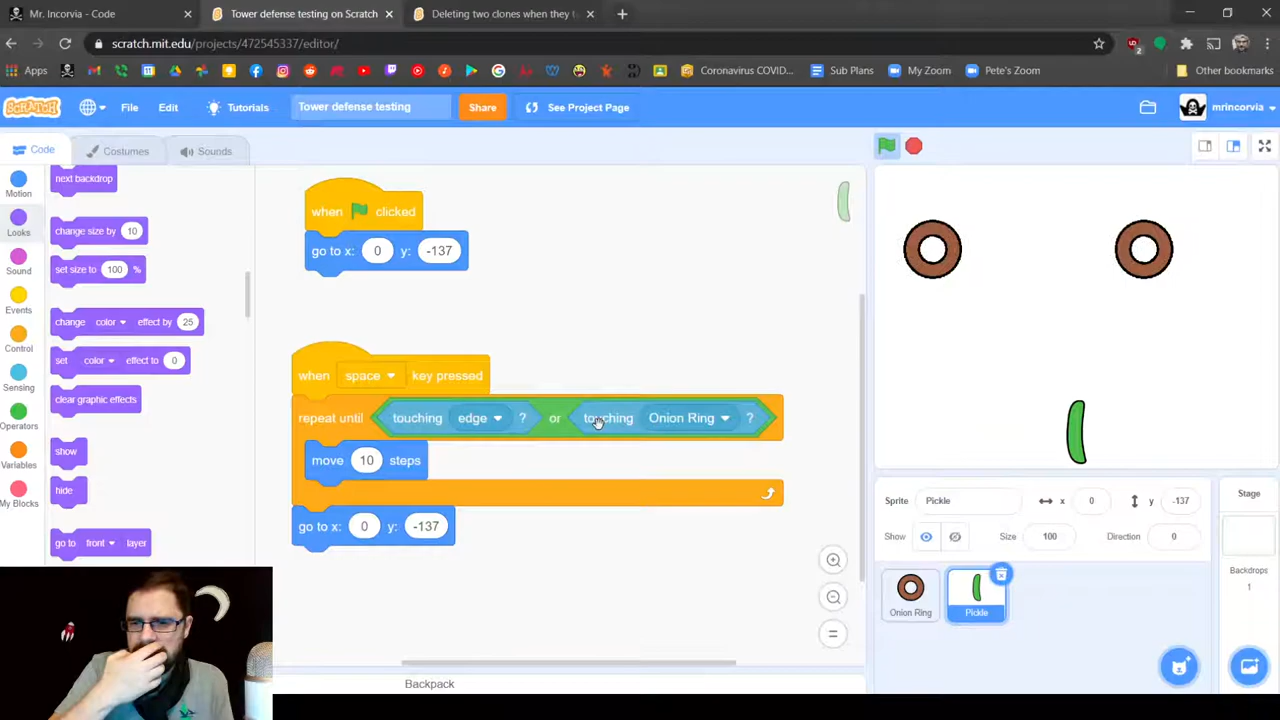 Mr. Incorvia - Code
Tower defense testing on Scratch
Deleting two clones when they t
scratch.mit.edu/projects/472545337/editor/
2
Apps
Coronavirus COVID...
Sub Plans
My Zoom
Pete's Zoom
Other bookmarks
SCRATCH
File
Edit
Tutorials
Tower defense testing
Share
See Project Page
mrincorvia
Code
Costumes
Sounds
Motion
Looks
Sound
Events
Control
Sensing
Operators
Variables
My Blocks
next backdrop
change size by 10
set size to 100 %
change color effect by 25
set color effect to 0
clear graphic effects
show
hide
go to front layer
when clicked
go to x: 0 y: -137
when space key pressed
repeat until touching edge ? or touching Onion Ring ?
move 10 steps
go to x: 0 y: -137
Backpack
Sprite Pickle x 0 y -137
Show Size 100 Direction 0
Onion Ring
Pickle
Stage
Backdrops
1